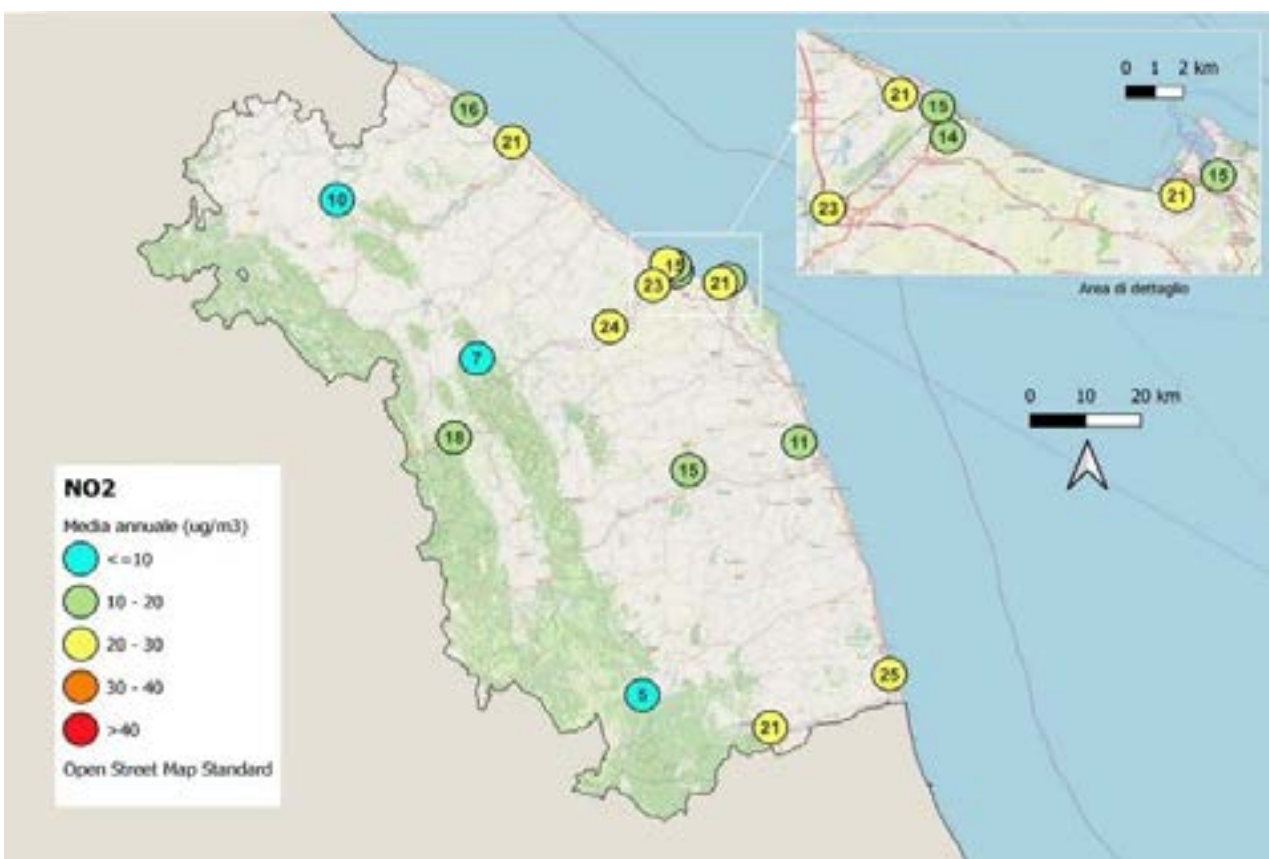 16
21
10
15
23
21
24
7
18
15
11
5
21
25
0 1 2 km
21
15
14
15
21
23
Area di dettaglio
0 10 20 km
NO2
Media annuale (ug/m3)
<=10
10 - 20
20 - 30
30 - 40
>40
Open Street Map Standard